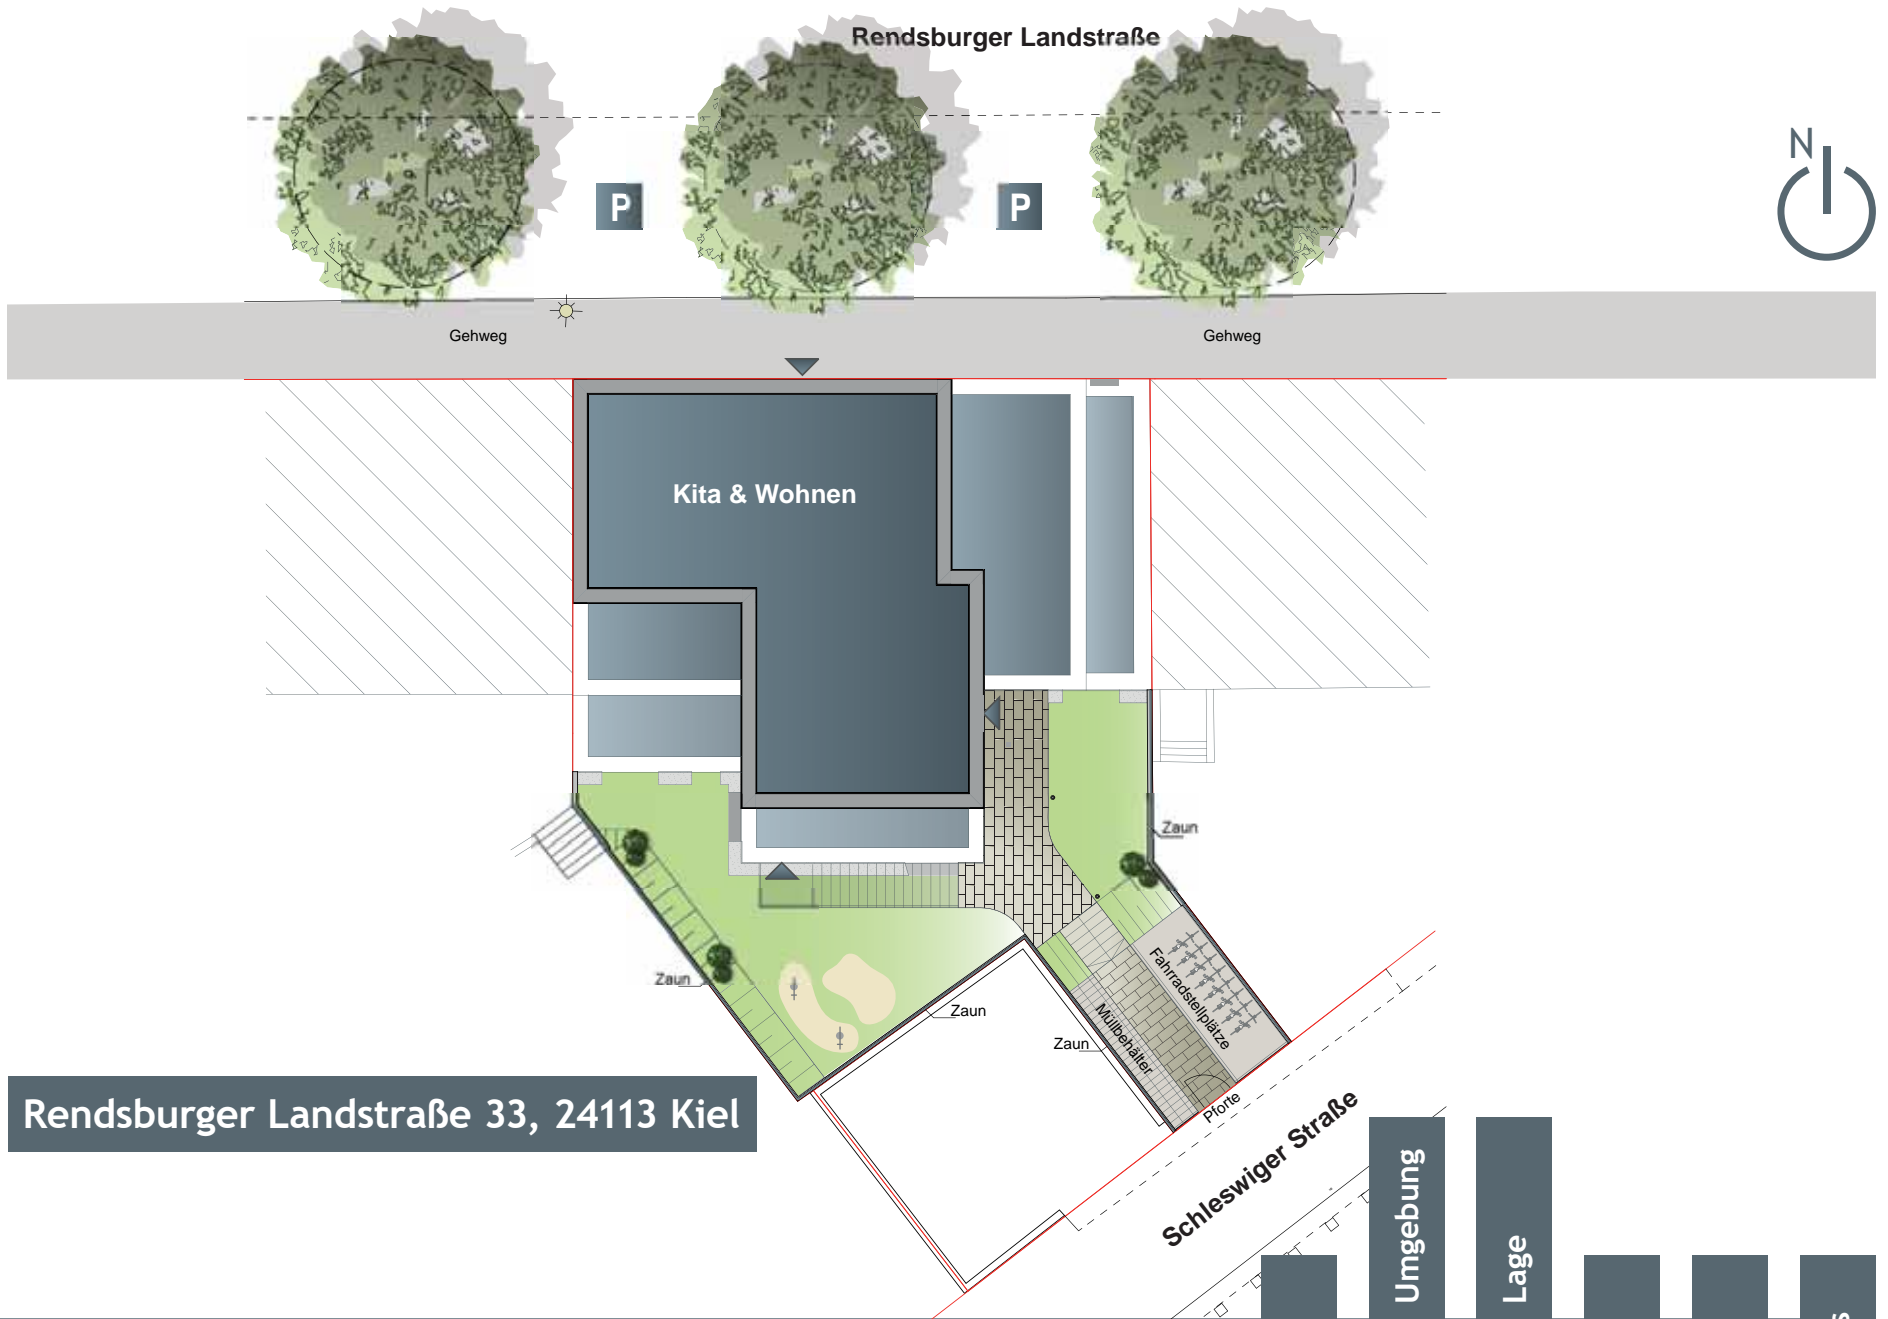 Rendsburger Landstraße
N
P
P
Gehweg
Gehweg
Kita & Wohnen
Zaun
Zaun
Zaun
Zaun
Fahrradstellplätze
Müllbehälter
Pforte
Schleswiger Straße
Rendsburger Landstraße 33, 24113 Kiel
Umgebung
Lage